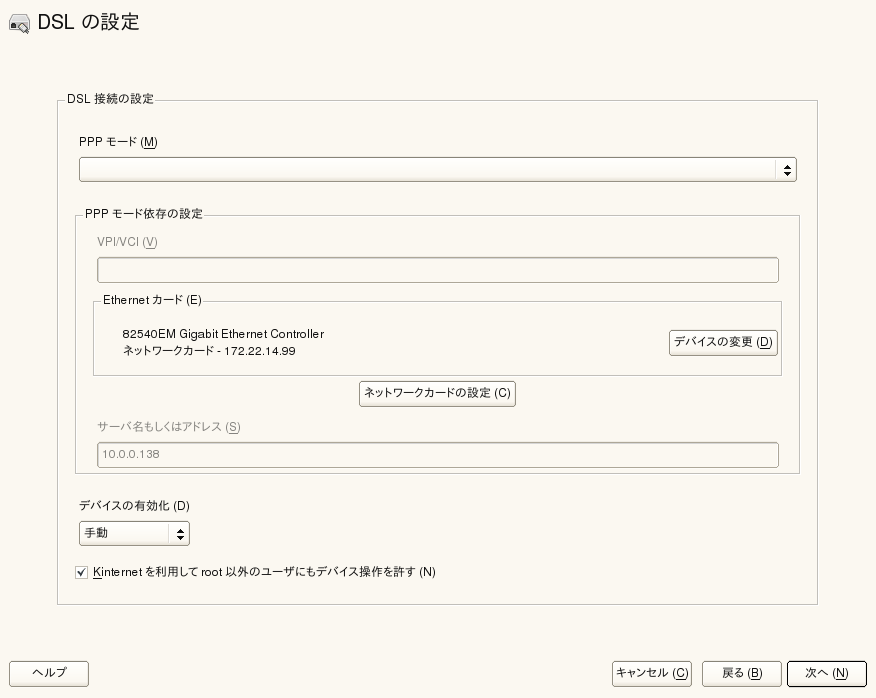 DSL の設定
DSL 接続の設定
PPP モード (M)
PPP モード依存の設定
VPI/VCI (V)
Ethernet カード (E)
82540EM Gigabit Ethernet Controller
ネットワークカード - 172.22.14.99
デバイスの変更 (D)
ネットワークカードの設定 (C)
サーバ名もしくはアドレス (S)
10.0.0.138
デバイスの有効化 (D)
手動
Kinternet を利用して root 以外のユーザにもデバイス操作を許す (N)
ヘルプ
キャンセル (C)
戻る (B)
次へ (N)